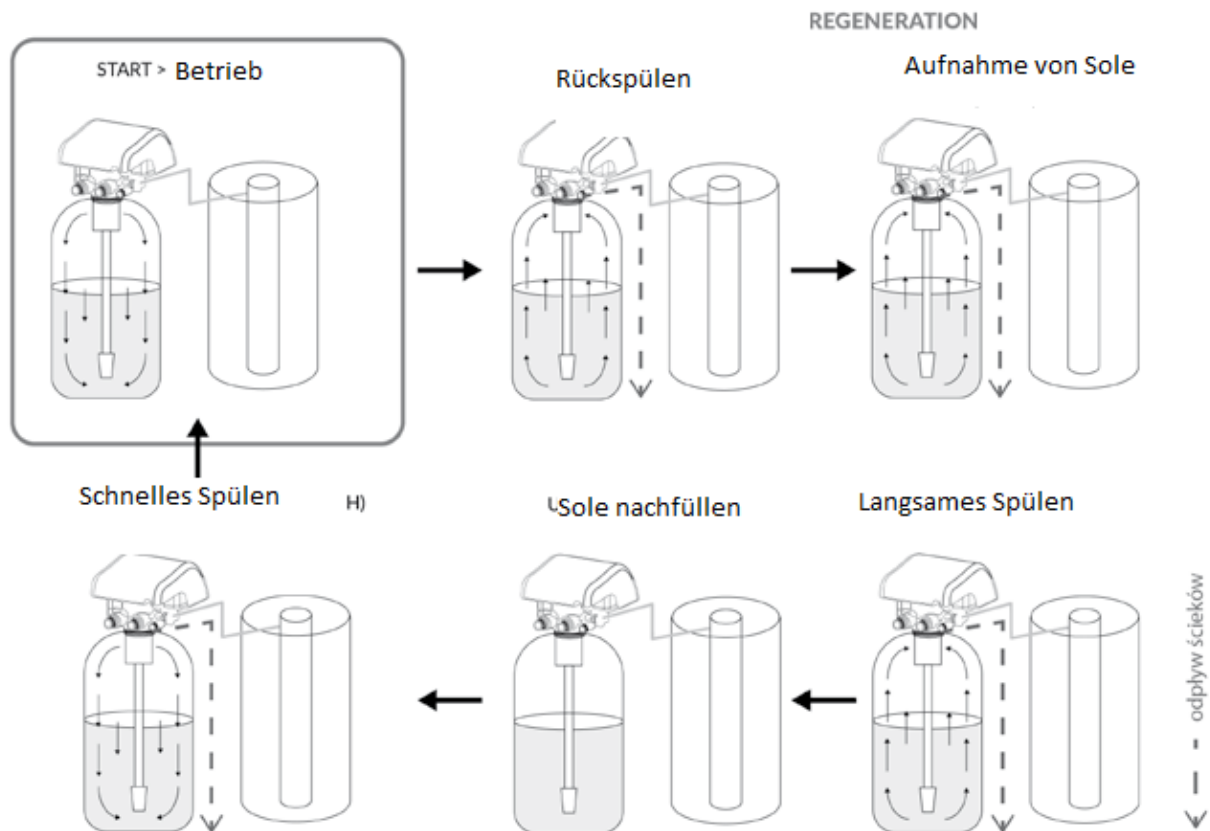 REGENERATION
START > Betrieb
Rückspülen
Aufnahme von Sole
Schnelles Spülen
H)
Sole nachfüllen
Langsames Spülen
odpływ ścieków